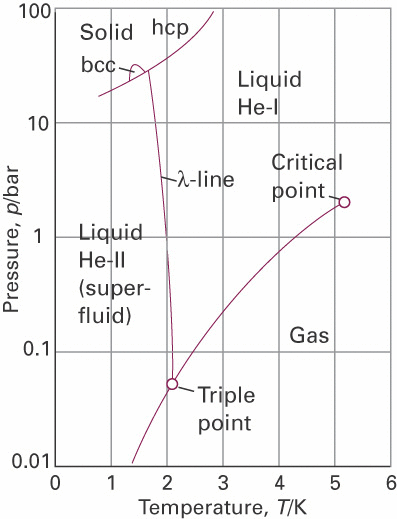 100
Solid
hcp
bcc
Liquid
He-I
10
Critical
point
λ-line
1
Liquid
He-II
(super-
fluid)
Gas
0.1
Triple
point
0.01
0
1
2
3
4
5
6
Pressure, p/bar
Temperature, T/K